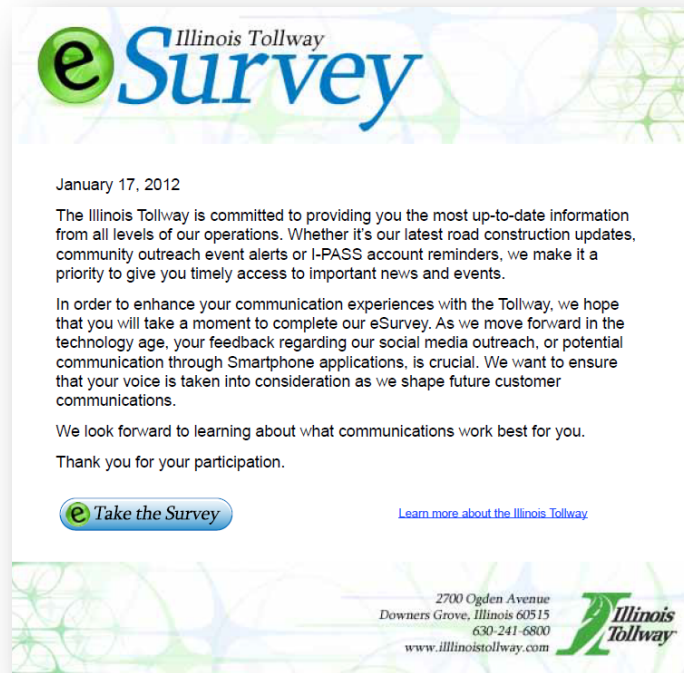 e Illinois Tollway
Survey
January 17, 2012
The Illinois Tollway is committed to providing you the most up-to-date information
from all levels of our operations. Whether it's our latest road construction updates,
community outreach event alerts or I-PASS account reminders, we make it a
priority to give you timely access to important news and events.
In order to enhance your communication experiences with the Tollway, we hope
that you will take a moment to complete our eSurvey. As we move forward in the
technology age, your feedback regarding our social media outreach, or potential
communication through Smartphone applications, is crucial. We want to ensure
that your voice is taken into consideration as we shape future customer
communications.
We look forward to learning about what communications work best for you.
Thank you for your participation.
e Take the Survey
Learn more about the Illinois Tollway
2700 Ogden Avenue
Downers Grove, Illinois 60515
630-241-6800
www.illlinoistollway.com
Illinois
Tollway